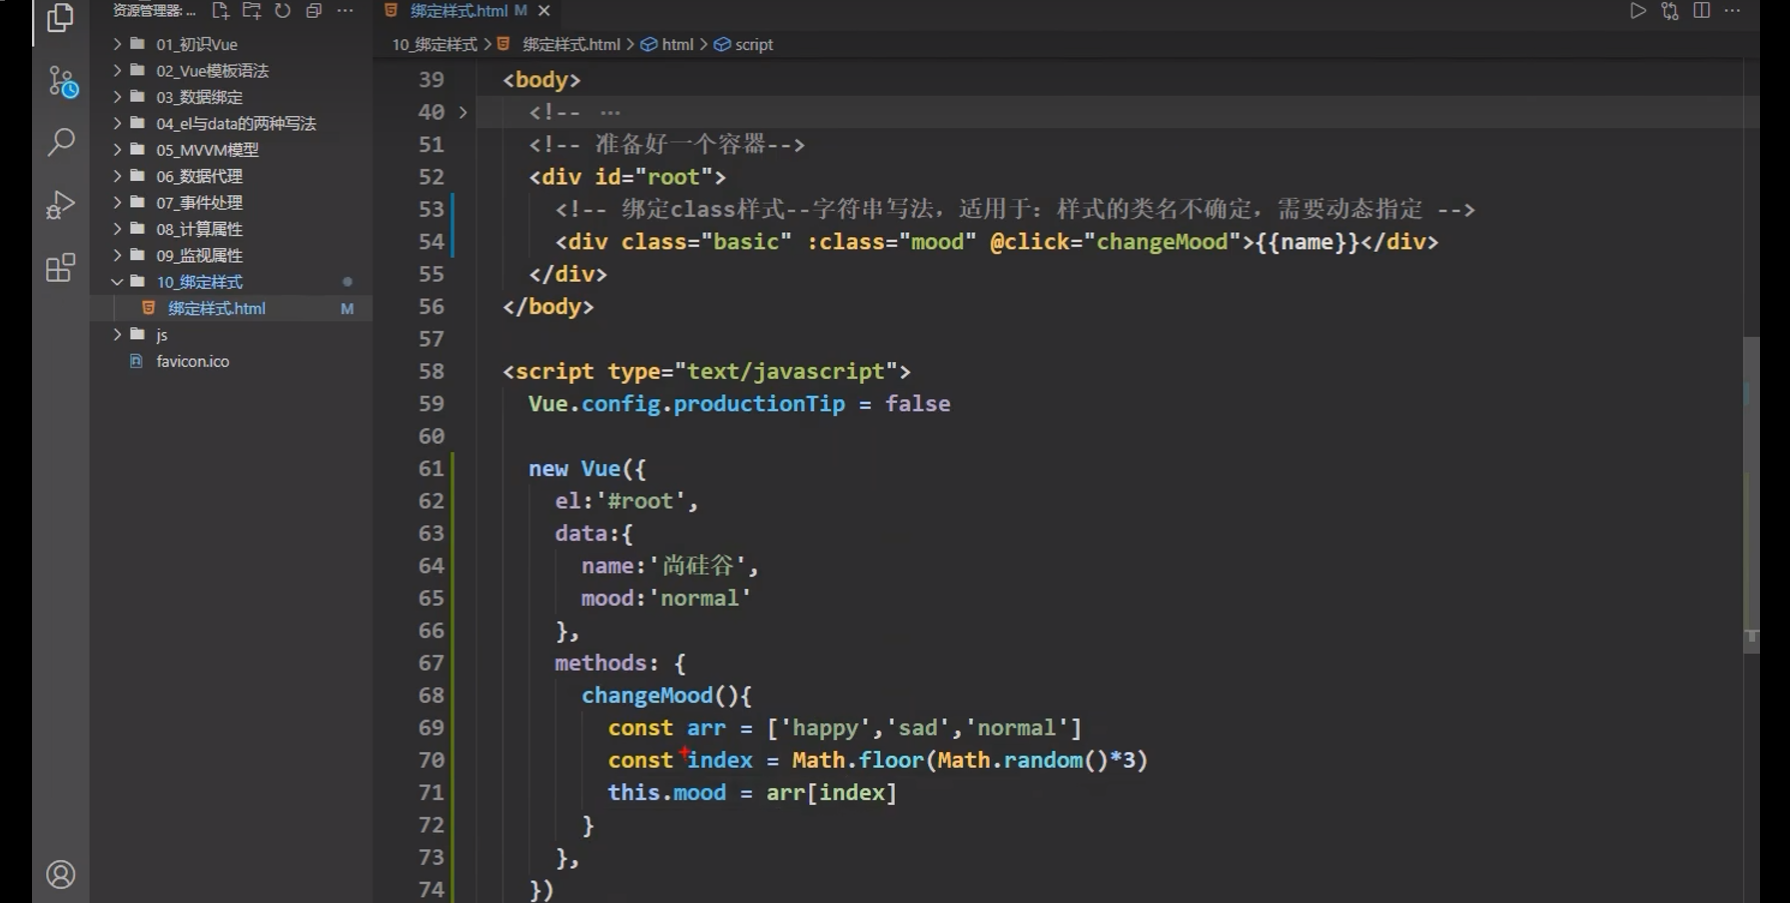 资源管理器: ...
01_初识Vue
02_Vue模板语法
03_数据绑定
04_el与data的两种写法
05_MVVM模型
06_数据代理
07_事件处理
08_计算属性
09_监视属性
10_绑定样式
绑定样式.html M
js
favicon.ico
绑定样式.html M
10_绑定样式 > 绑定样式.html > html > script
39 <body>
40 <!-- ...
51 <!-- 准备好一个容器-->
52 <div id="root">
53 <!-- 绑定class样式--字符串写法，适用于：样式的类名不确定，需要动态指定 -->
54 <div class="basic" :class="mood" @click="changeMood">{{name}}</div>
55 </div>
56 </body>
57
58 <script type="text/javascript">
59 Vue.config.productionTip = false
60
61 new Vue({
62 el:'#root',
63 data:{
64 name:'尚硅谷',
65 mood:'normal'
66 },
67 methods: {
68 changeMood(){
69 const arr = ['happy','sad','normal']
70 const index = Math.floor(Math.random()*3)
71 this.mood = arr[index]
72 }
73 },
74 })